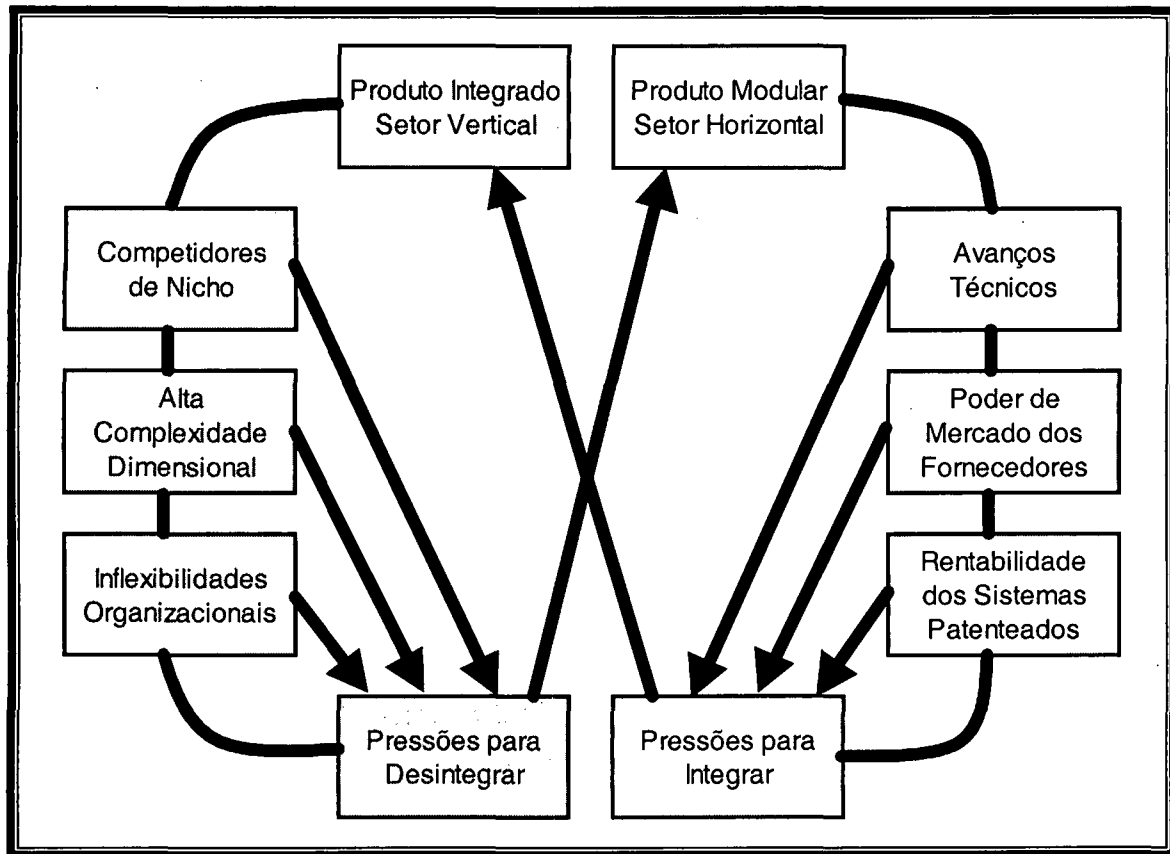 Produto Integrado
Setor Vertical
Produto Modular
Setor Horizontal
Competidores
de Nicho
Avanços
Técnicos
Alta
Complexidade
Dimensional
Poder de
Mercado dos
Fornecedores
Inflexibilidades
Organizacionais
Rentabilidade
dos Sistemas
Patenteados
Pressões para
Desintegrar
Pressões para
Integrar